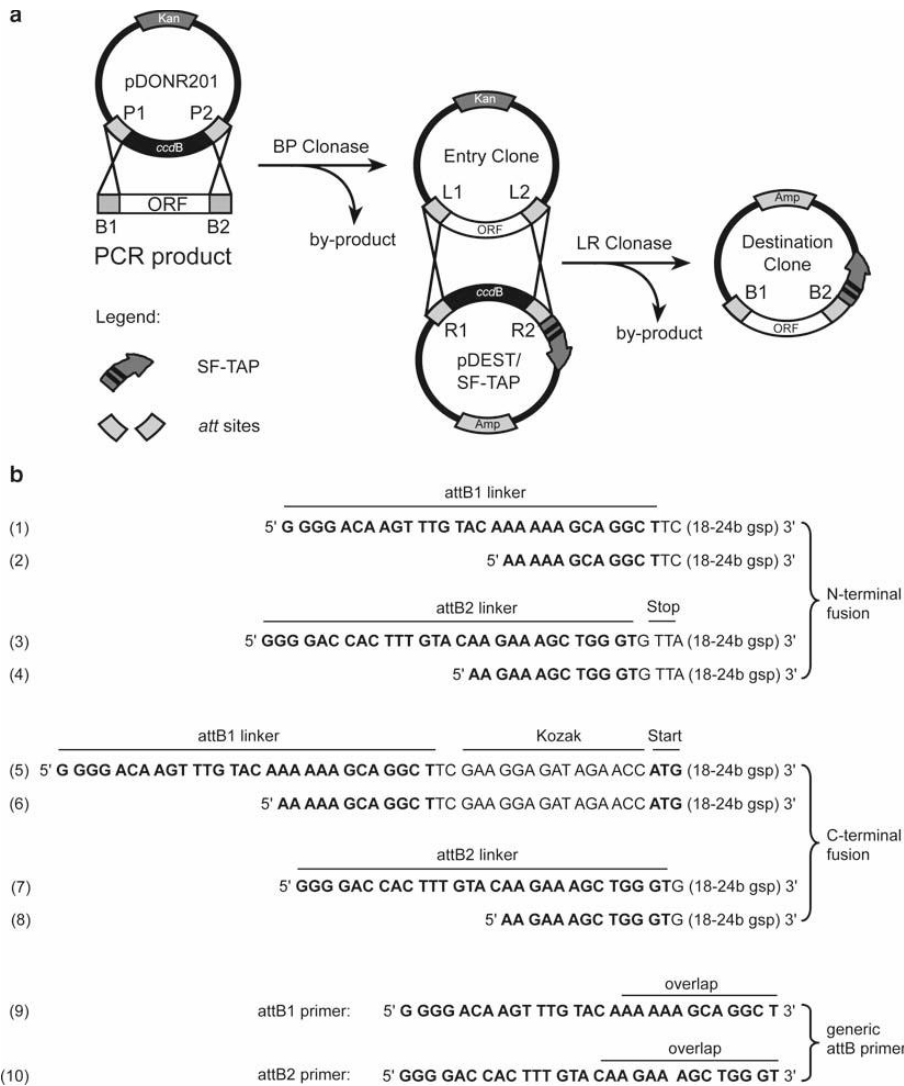 a
Kan
pDONR201
P1 P2
ccdB
ORF
B1 B2
PCR product
BP Clonase
by-product
Kan
Entry Clone
L1 L2
ORF
ccdB
R1 R2
pDEST/
SF-TAP
Amp
LR Clonase
by-product
Amp
Destination
Clone
B1 B2
ORF
Legend:
SF-TAP
att sites
b
attB1 linker
(1) 5' G GGG ACA AGT TTG TAC AAA AAA GCA GGC TTC (18-24b gsp) 3'
(2) 5' AA AAA GCA GGC TTC (18-24b gsp) 3'
attB2 linker Stop
(3) 5' GGG GAC CAC TTT GTA CAA GAA AGC TGG GTG TTA (18-24b gsp) 3'
(4) 5' AA GAA AGC TGG GTG TTA (18-24b gsp) 3'
N-terminal
fusion
attB1 linker Kozak Start
(5) 5' G GGG ACA AGT TTG TAC AAA AAA GCA GGC TTC GAA GGA GAT AGA ACC ATG (18-24b gsp) 3'
(6) 5' AA AAA GCA GGC TTC GAA GGA GAT AGA ACC ATG (18-24b gsp) 3'
attB2 linker
(7) 5' GGG GAC CAC TTT GTA CAA GAA AGC TGG GTG (18-24b gsp) 3'
(8) 5' AA GAA AGC TGG GTG (18-24b gsp) 3'
C-terminal
fusion
overlap
(9) attB1 primer: 5' G GGG ACA AGT TTG TAC AAA AAA GCA GGC T 3'
overlap
(10) attB2 primer: 5' GGG GAC CAC TTT GTA CAA GAA AGC TGG GT 3'
generic
attB primer